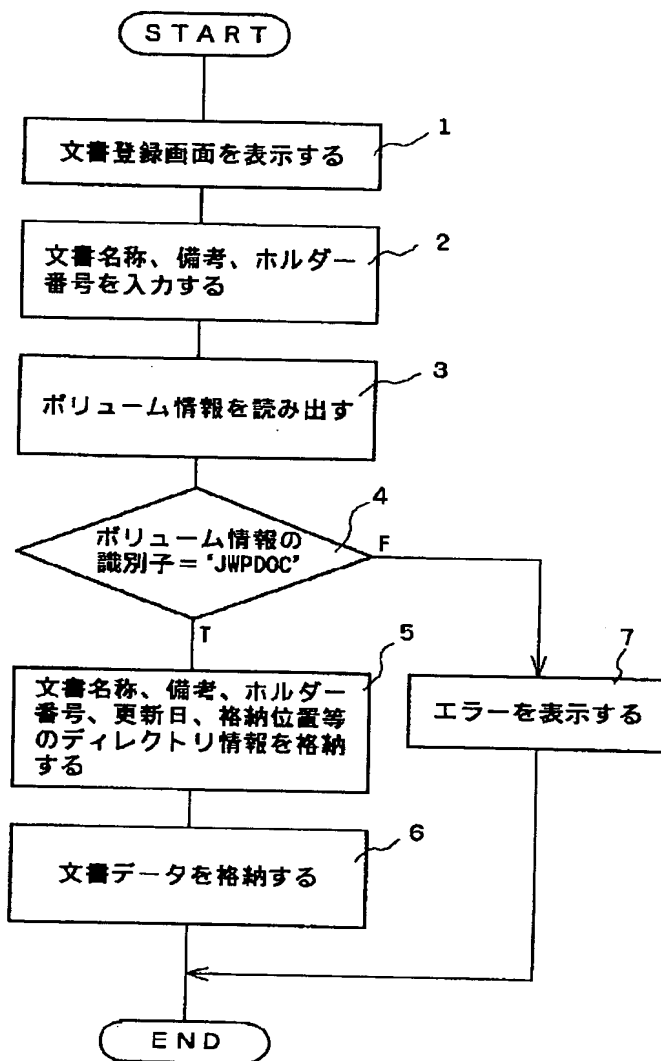 START
1
文書登録画面を表示する
2
文書名称、備考、ホルダー
番号を入力する
3
ボリューム情報を読み出す
4
ボリューム情報の
識別子=‘JWPDOC’
F
T
5
文書名称、備考、ホルダー
番号、更新日、格納位置等
のディレクトリ情報を格納
する
7
エラーを表示する
6
文書データを格納する
END